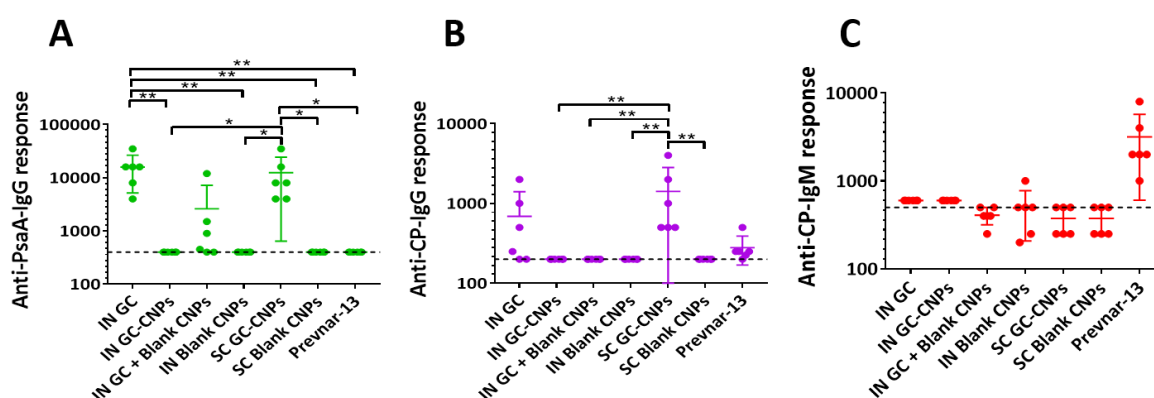 A
Anti-PsaA-IgG response
100000
10000
1000
100
**
**
**
**
*
*
*
*
IN GC
IN GC-CNPs
IN GC + Blank CNPs
IN Blank CNPs
SC GC-CNPs
SC Blank CNPs
Prevnar-13
B
Anti-CP-IgG response
10000
1000
100
**
**
**
**
IN GC
IN GC-CNPs
IN GC + Blank CNPs
IN Blank CNPs
SC GC-CNPs
SC Blank CNPs
Prevnar-13
C
Anti-CP-IgM response
10000
1000
100
IN GC
IN GC-CNPs
IN GC + Blank CNPs
IN Blank CNPs
SC GC-CNPs
SC Blank CNPs
Prevnar-13